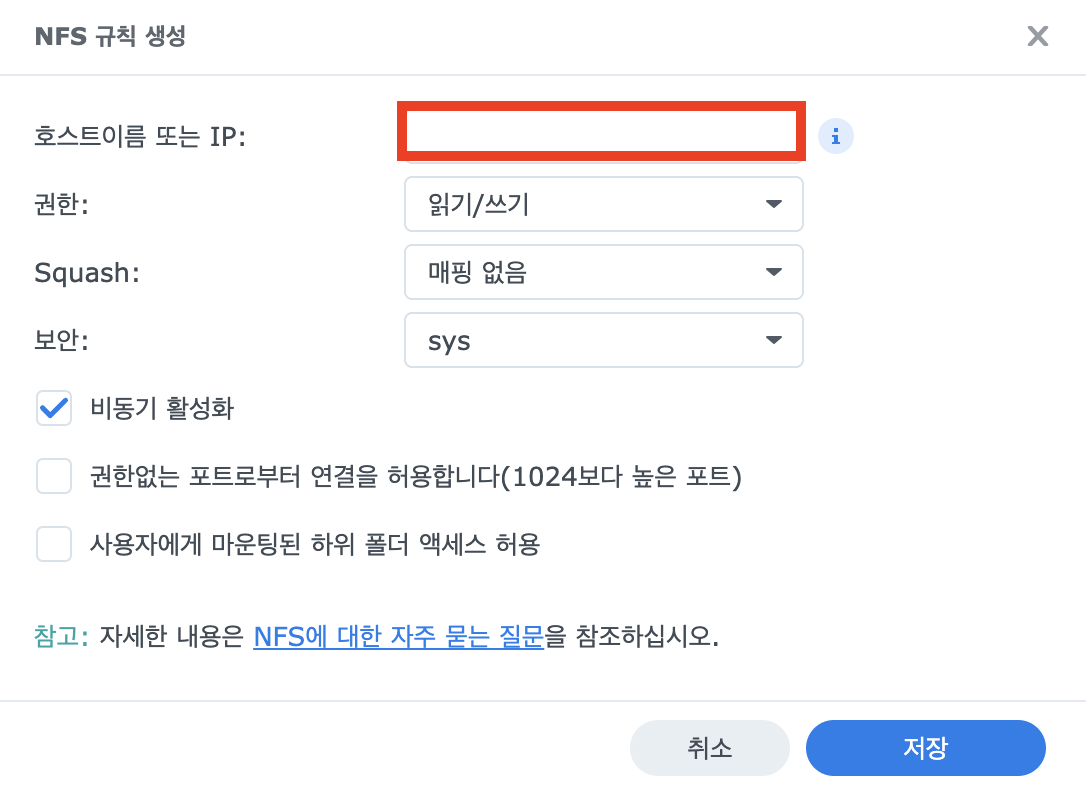 NFS 규칙 생성
호스트이름 또는 IP:
권한: 읽기/쓰기
Squash: 매핑 없음
보안: sys
비동기 활성화
권한없는 포트로부터 연결을 허용합니다(1024보다 높은 포트)
사용자에게 마운팅된 하위 폴더 액세스 허용
참고: 자세한 내용은 NFS에 대한 자주 묻는 질문을 참조하십시오.
취소 저장